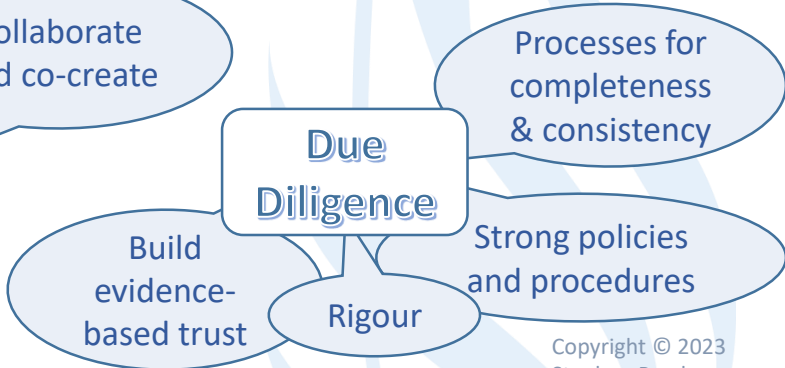 ollaborate
d co-create
Processes for
completeness
& consistency
Due
Diligence
Build
evidence-
based trust
Rigour
Strong policies
and procedures
Copyright © 2023